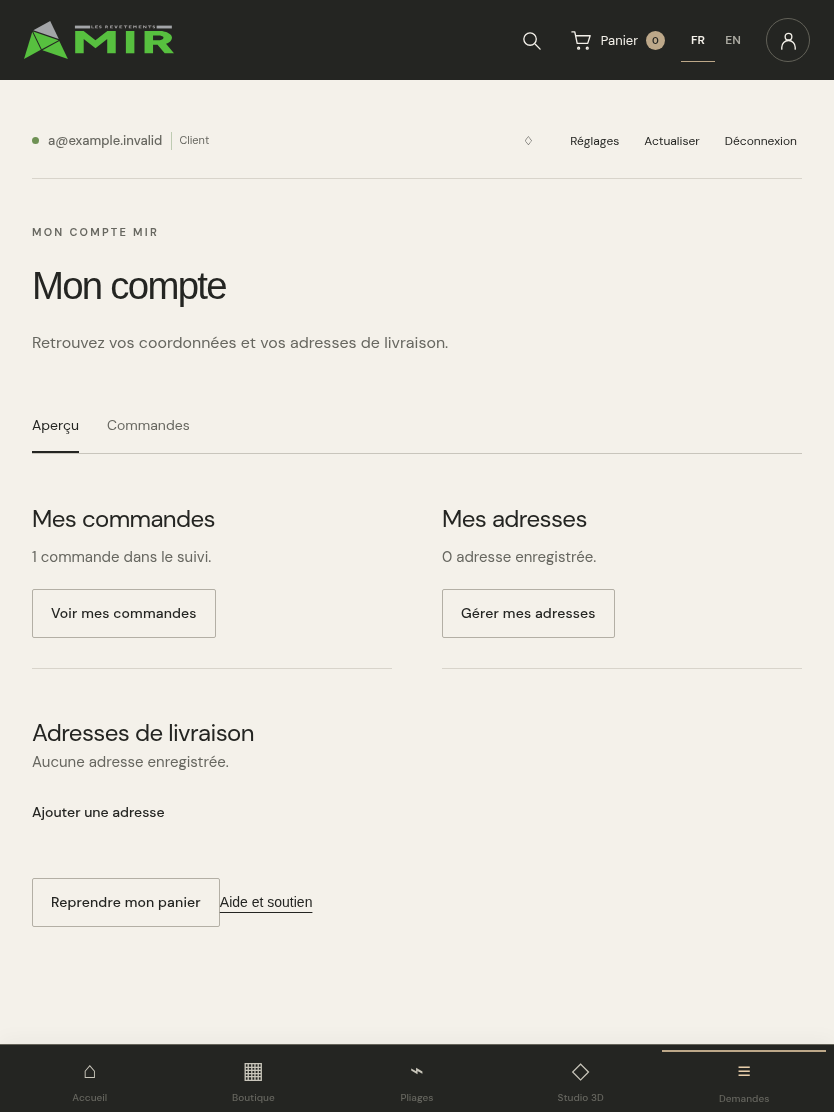 LES REVÊTEMENTS
MIR
Panier 0 FR EN
a@example.invalid Client Réglages Actualiser Déconnexion
MON COMPTE MIR
Mon compte
Retrouvez vos coordonnées et vos adresses de livraison.
Aperçu Commandes
Mes commandes Mes adresses
1 commande dans le suivi. 0 adresse enregistrée.
Voir mes commandes Gérer mes adresses
Adresses de livraison
Aucune adresse enregistrée.
Ajouter une adresse
Reprendre mon panier Aide et soutien
Accueil Boutique Pliages Studio 3D Demandes